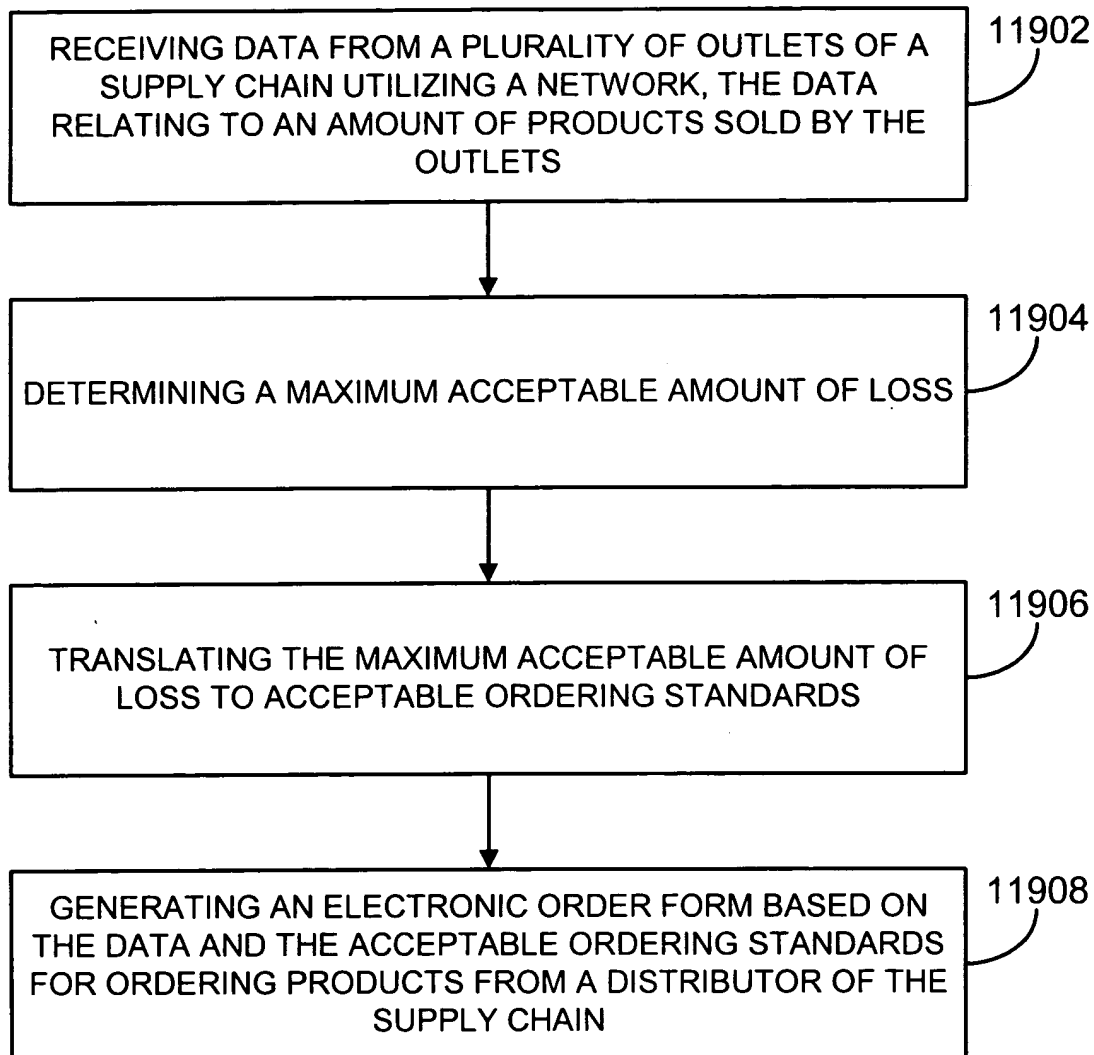 RECEIVING DATA FROM A PLURALITY OF OUTLETS OF A
SUPPLY CHAIN UTILIZING A NETWORK, THE DATA
RELATING TO AN AMOUNT OF PRODUCTS SOLD BY THE
OUTLETS
11902
DETERMINING A MAXIMUM ACCEPTABLE AMOUNT OF LOSS
11904
TRANSLATING THE MAXIMUM ACCEPTABLE AMOUNT OF
LOSS TO ACCEPTABLE ORDERING STANDARDS
11906
GENERATING AN ELECTRONIC ORDER FORM BASED ON
THE DATA AND THE ACCEPTABLE ORDERING STANDARDS
FOR ORDERING PRODUCTS FROM A DISTRIBUTOR OF THE
SUPPLY CHAIN
11908